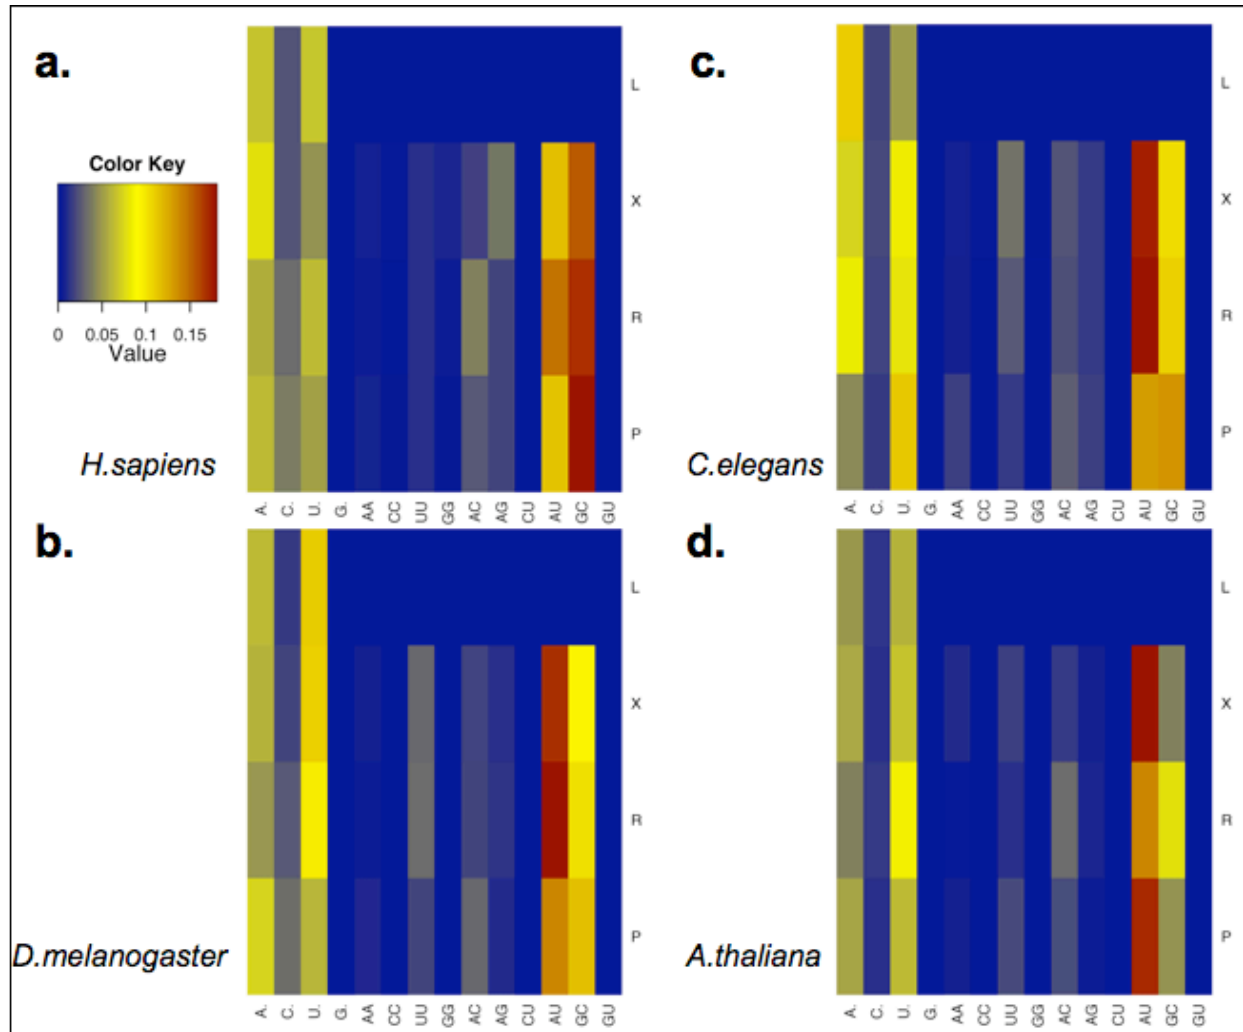 a.
L
X
R
P
Color Key
0 0.05 0.1 0.15
Value
H.sapiens
A. C. U. G. AA CC UU GG AC AG CU AU GC GU
c.
L
X
R
P
C.elegans
A. C. U. G. AA CC UU GG AC AG CU AU GC GU
b.
L
X
R
P
D.melanogaster
A. C. U. G. AA CC UU GG AC AG CU AU GC GU
d.
L
X
R
P
A.thaliana
A. C. U. G. AA CC UU GG AC AG CU AU GC GU